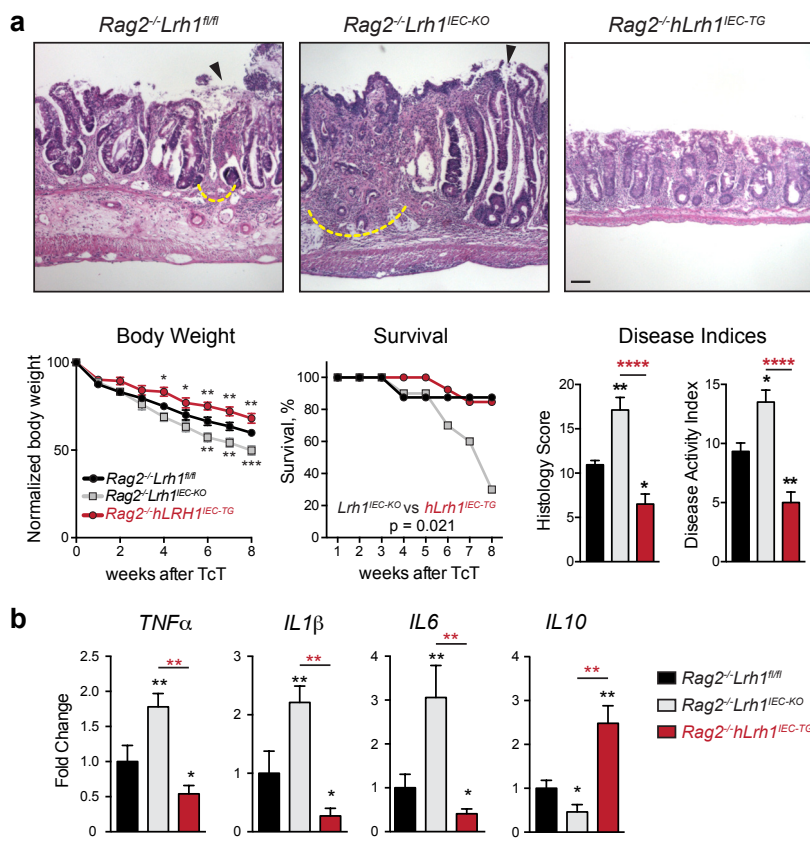 a
Rag2-/-Lrh1fl/fl
Rag2-/-Lrh1IEC-KO
Rag2-/-hLrh1IEC-TG
Body Weight
Survival
Disease Indices
Normalized body weight
100
50
0
* * ** ** **
** ** ***
Rag2-/-Lrh1fl/fl
Rag2-/-Lrh1IEC-KO
Rag2-/-hLRH1IEC-TG
0 2 4 6 8
weeks after TcT
Survival, %
100
80
60
40
20
0
Lrh1IEC-KO vs hLrh1IEC-TG
p = 0.021
1 2 3 4 5 6 7 8
weeks after TcT
Histology Score
20
15
10
5
0
****
**
*
Disease Activity Index
15
10
5
0
****
*
**
b
TNFα
IL1β
IL6
IL10
Fold Change
2.5
2.0
1.5
1.0
0.5
0.0
**
**
*
3
2
1
0
**
**
*
4
3
2
1
0
**
**
*
4
3
2
1
0
**
**
*
Rag2-/-Lrh1fl/fl
Rag2-/-Lrh1IEC-KO
Rag2-/-hLrh1IEC-TG